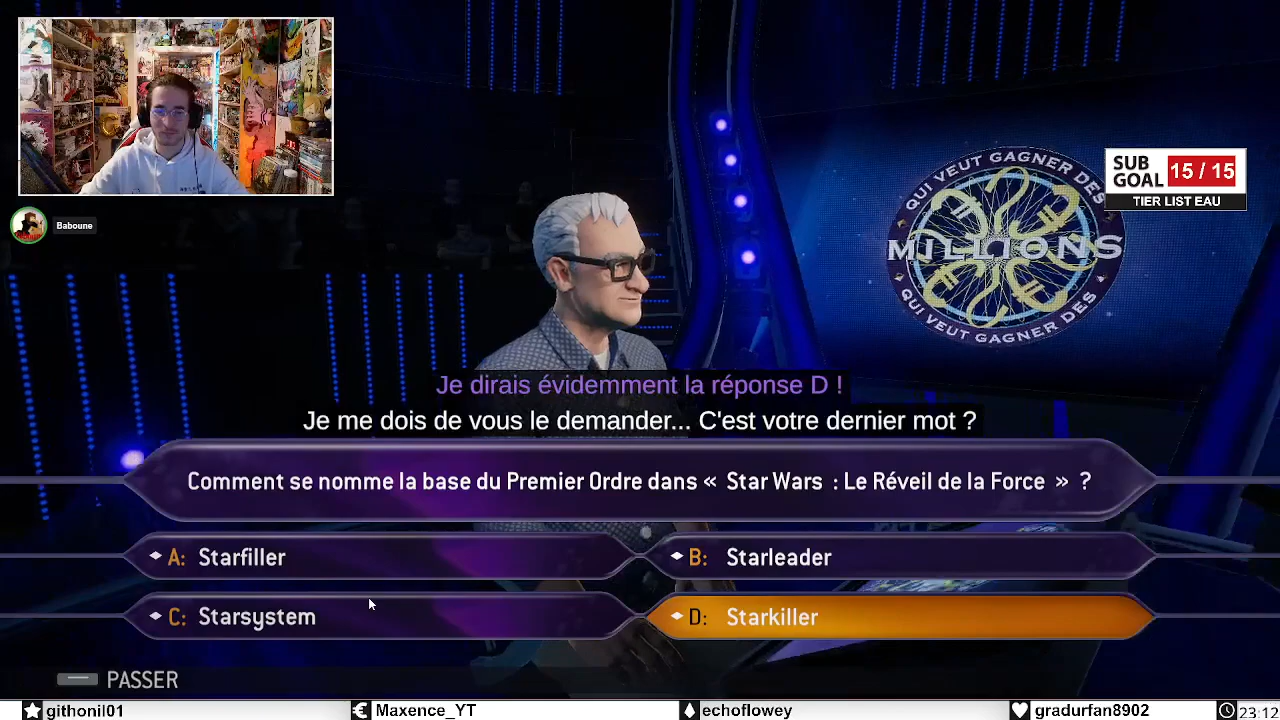 SUB GOAL 15 / 15
TIER LIST EAU
Baboune
QUI VEUT GAGNER DES
MILLIONS
QUI VEUT GAGNER DES
Je dirais évidemment la réponse D !
Je me dois de vous le demander... C'est votre dernier mot ?
Comment se nomme la base du Premier Ordre dans « Star Wars : Le Réveil de la Force » ?
A: Starfiller
B: Starleader
C: Starsystem
D: Starkiller
PASSER
githonil01
Maxence_YT
echoflowey
gradurfan8902
23:12